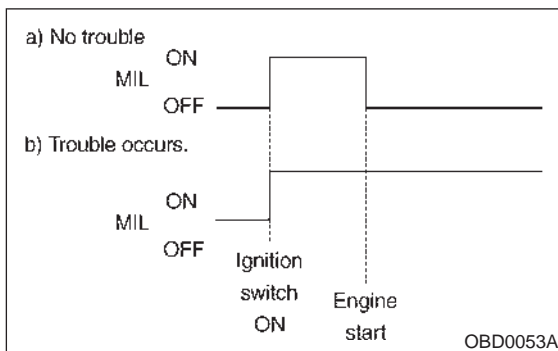 a) No trouble
ON
MIL
OFF
b) Trouble occurs.
ON
MIL
OFF
Ignition
switch
ON
Engine
start
OBD0053A